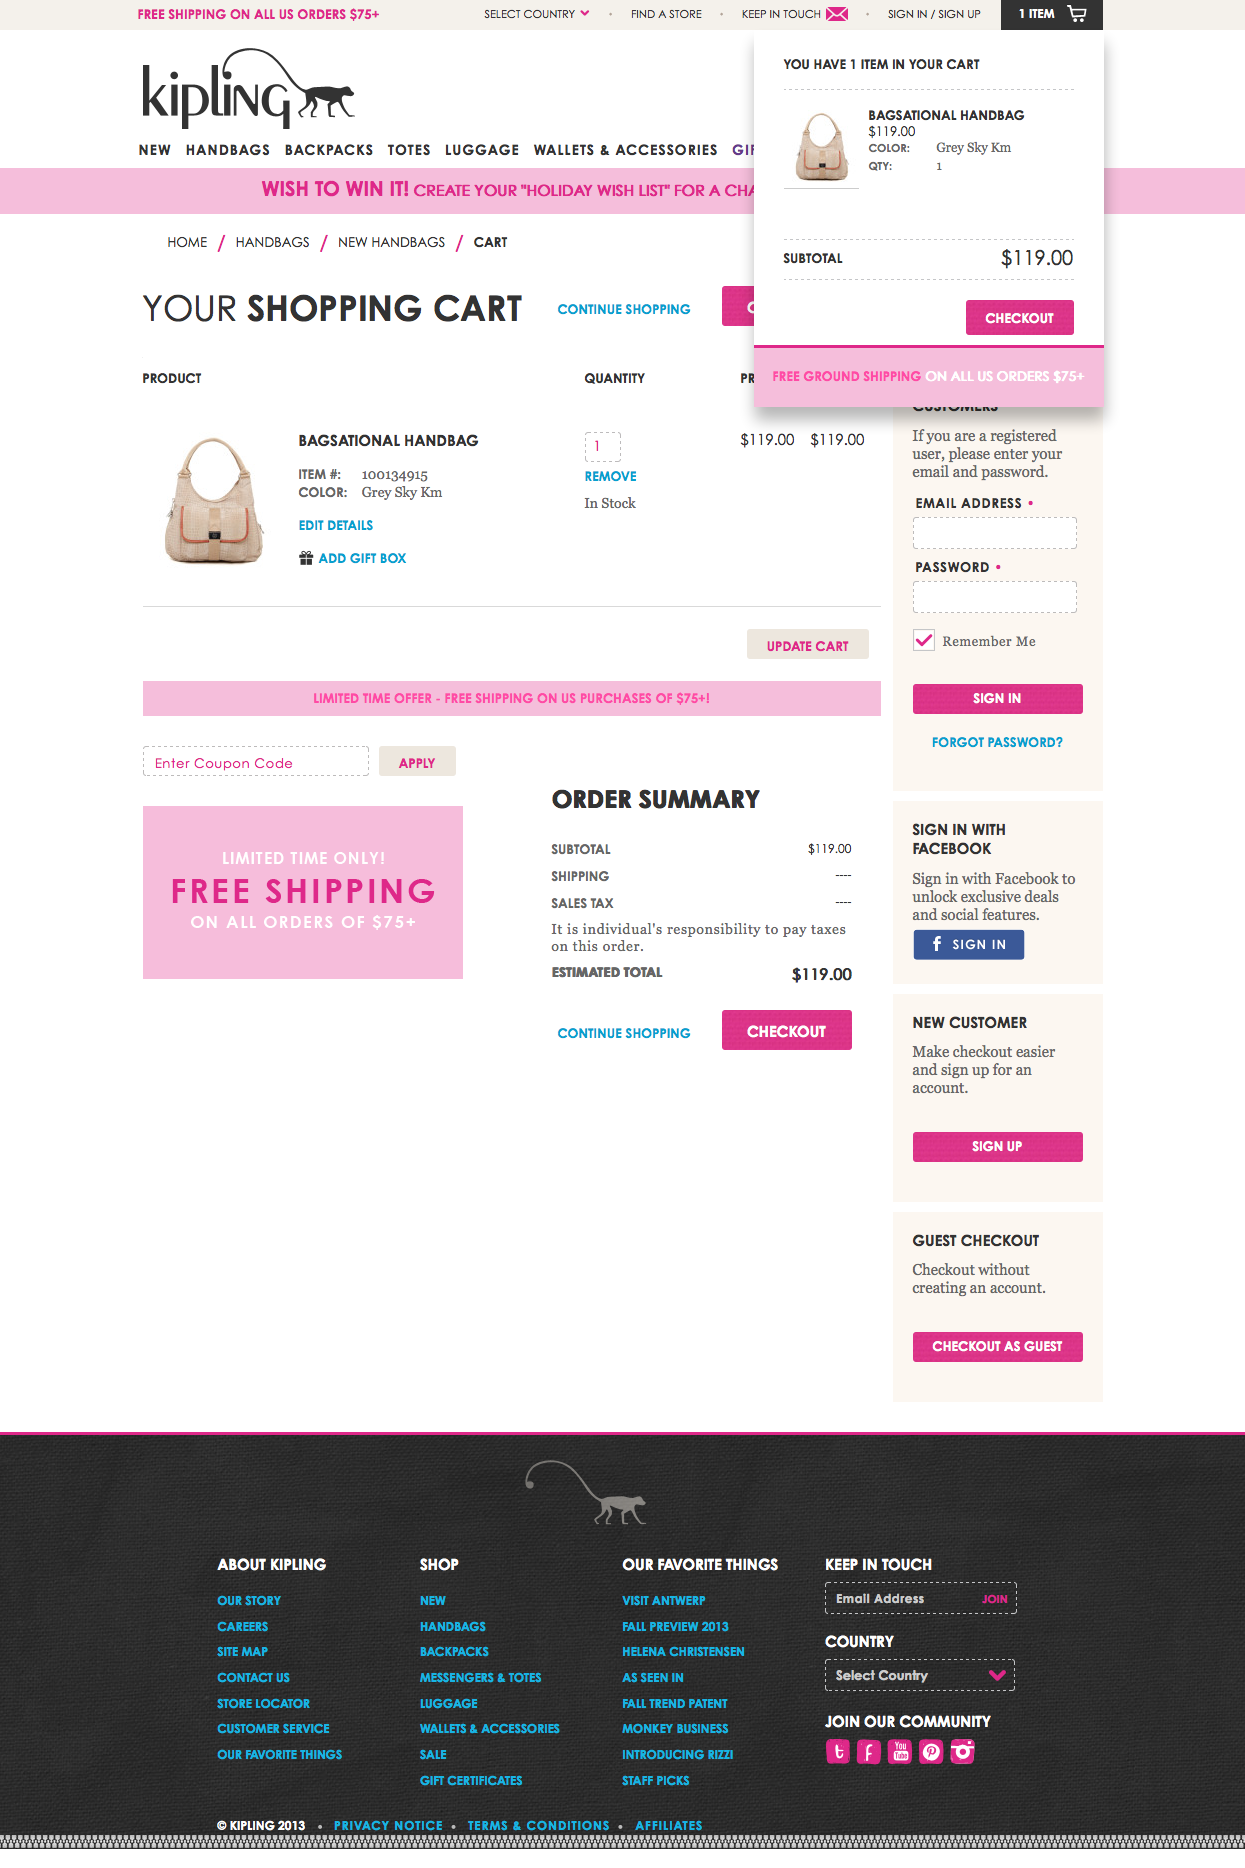 FREE SHIPPING ON ALL US ORDERS $75+
SELECT COUNTRY
FIND A STORE
KEEP IN TOUCH
SIGN IN / SIGN UP
1 ITEM
kipling
NEW HANDBAGS BACKPACKS TOTES LUGGAGE WALLETS & ACCESSORIES
WISH TO WIN IT! CREATE YOUR "HOLIDAY WISH LIST" FOR A
YOU HAVE 1 ITEM IN YOUR CART
BAGSATIONAL HANDBAG
$119.00
COLOR: Grey Sky Km
QTY: 1
SUBTOTAL $119.00
CHECKOUT
FREE GROUND SHIPPING ON ALL US ORDERS $75+
HOME / HANDBAGS / NEW HANDBAGS / CART
YOUR SHOPPING CART
CONTINUE SHOPPING
PRODUCT QUANTITY
BAGSATIONAL HANDBAG
ITEM #: 100134915
COLOR: Grey Sky Km
EDIT DETAILS
ADD GIFT BOX
1
REMOVE
In Stock
$119.00 $119.00
UPDATE CART
LIMITED TIME OFFER - FREE SHIPPING ON US PURCHASES OF $75+!
Enter Coupon Code
APPLY
LIMITED TIME ONLY!
FREE SHIPPING
ON ALL ORDERS OF $75+
ORDER SUMMARY
SUBTOTAL $119.00
SHIPPING ----
SALES TAX ----
It is individual's responsibility to pay taxes
on this order.
ESTIMATED TOTAL $119.00
CONTINUE SHOPPING
CHECKOUT
CUSTOMERS
If you are a registered
user, please enter your
email and password.
EMAIL ADDRESS •
PASSWORD •
Remember Me
SIGN IN
FORGOT PASSWORD?
SIGN IN WITH
FACEBOOK
Sign in with Facebook to
unlock exclusive deals
and social features.
f SIGN IN
NEW CUSTOMER
Make checkout easier
and sign up for an
account.
SIGN UP
GUEST CHECKOUT
Checkout without
creating an account.
CHECKOUT AS GUEST
ABOUT KIPLING
OUR STORY
CAREERS
SITE MAP
CONTACT US
STORE LOCATOR
CUSTOMER SERVICE
OUR FAVORITE THINGS
SHOP
NEW
HANDBAGS
BACKPACKS
MESSENGERS & TOTES
LUGGAGE
WALLETS & ACCESSORIES
SALE
GIFT CERTIFICATES
OUR FAVORITE THINGS
VISIT ANTWERP
FALL PREVIEW 2013
HELENA CHRISTENSEN
AS SEEN IN
FALL TREND PATENT
MONKEY BUSINESS
INTRODUCING RIZZI
STAFF PICKS
KEEP IN TOUCH
Email Address JOIN
COUNTRY
Select Country
JOIN OUR COMMUNITY
You Tube
© KIPLING 2013 • PRIVACY NOTICE • TERMS & CONDITIONS • AFFILIATES